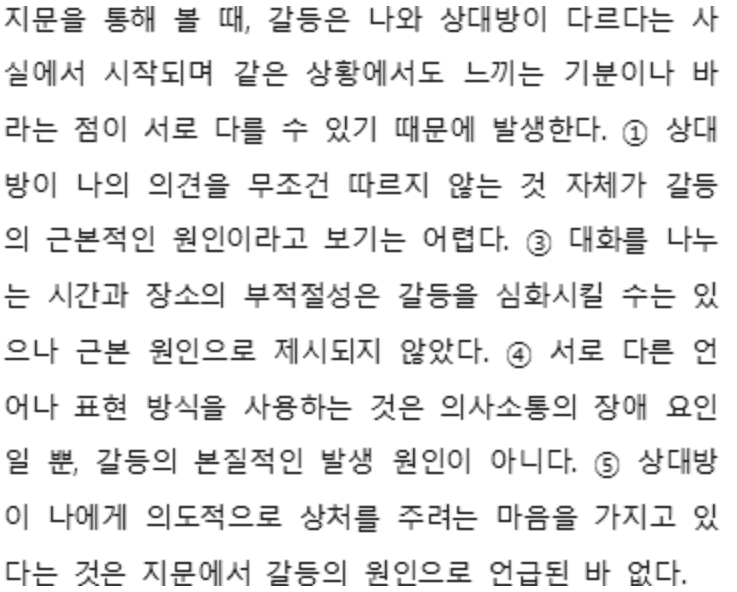 지문을 통해 볼 때, 갈등은 나와 상대방이 다르다는 사
실에서 시작되며 같은 상황에서도 느끼는 기분이나 바
라는 점이 서로 다를 수 있기 때문에 발생한다. ① 상대
방이 나의 의견을 무조건 따르지 않는 것 자체가 갈등
의 근본적인 원인이라고 보기는 어렵다. ③ 대화를 나누
는 시간과 장소의 부적절성은 갈등을 심화시킬 수는 있
으나 근본 원인으로 제시되지 않았다. ④ 서로 다른 언
어나 표현 방식을 사용하는 것은 의사소통의 장애 요인
일 뿐, 갈등의 본질적인 발생 원인이 아니다. ⑤ 상대방
이 나에게 의도적으로 상처를 주려는 마음을 가지고 있
다는 것은 지문에서 갈등의 원인으로 언급된 바 없다.